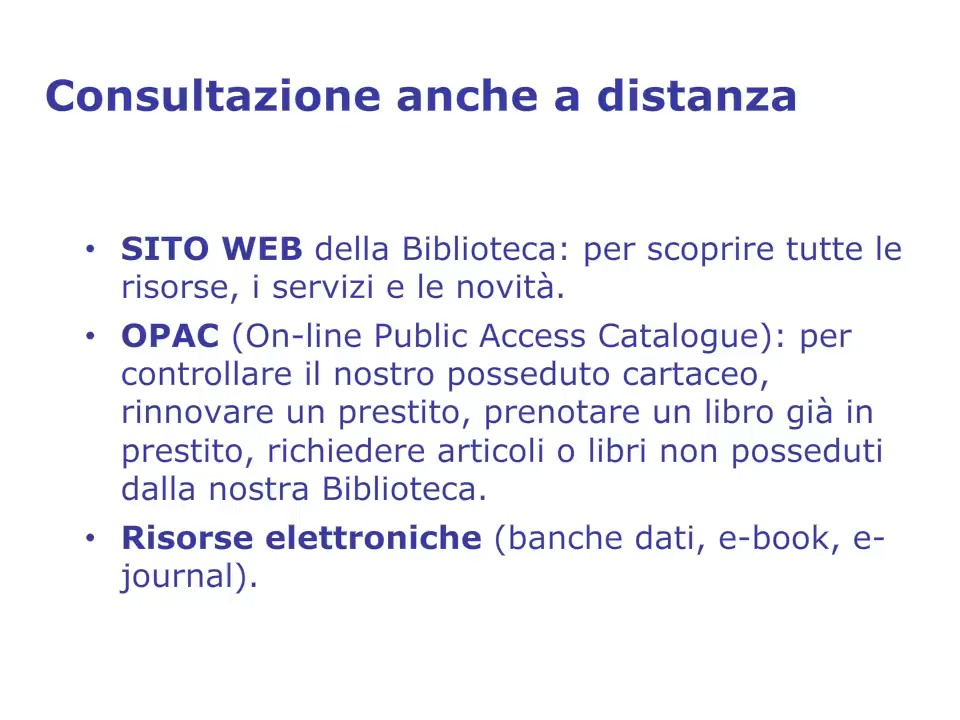 Consultazione anche a distanza
• SITO WEB della Biblioteca: per scoprire tutte le
risorse, i servizi e le novità.
• OPAC (On-line Public Access Catalogue): per
controllare il nostro posseduto cartaceo,
rinnovare un prestito, prenotare un libro già in
prestito, richiedere articoli o libri non posseduti
dalla nostra Biblioteca.
• Risorse elettroniche (banche dati, e-book, e-
journal).